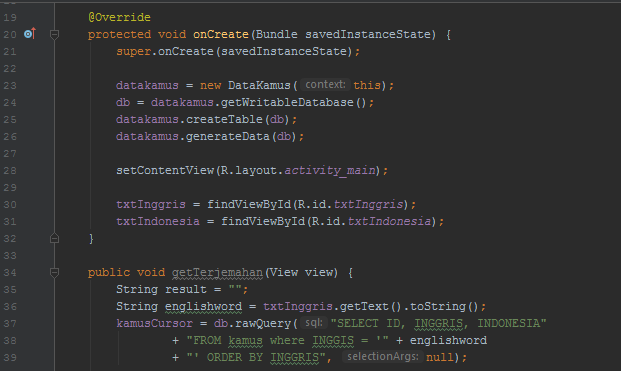 19 @Override
20 protected void onCreate(Bundle savedInstanceState) {
21 super.onCreate(savedInstanceState);
22
23 datakamus = new DataKamus( context: this);
24 db = datakamus.getWritableDatabase();
25 datakamus.createTable(db);
26 datakamus.generateData(db);
27
28 setContentView(R.layout.activity_main);
29
30 txtInggris = findViewById(R.id.txtInggris);
31 txtIndonesia = findViewById(R.id.txtIndonesia);
32 }
33
34 public void getTerjemahan(View view) {
35 String result = "";
36 String englishword = txtInggris.getText().toString();
37 kamusCursor = db.rawQuery( sql: "SELECT ID, INGGRIS, INDONESIA"
38 + "FROM kamus where INGGIS = '" + englishword
39 + "' ORDER BY INGGRIS", selectionArgs: null);